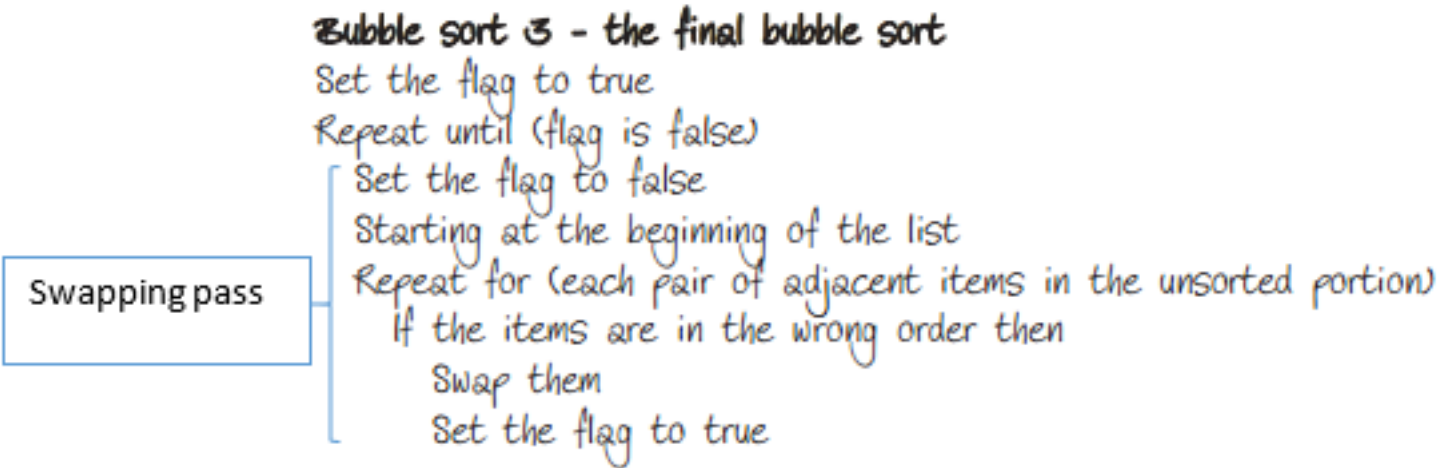 Bubble sort 3 - the final bubble sort
Set the flag to true
Repeat until (flag is false)
Set the flag to false
Starting at the beginning of the list
Repeat for (each pair of adjacent items in the unsorted portion)
If the items are in the wrong order then
Swap them
Set the flag to true
Swapping pass